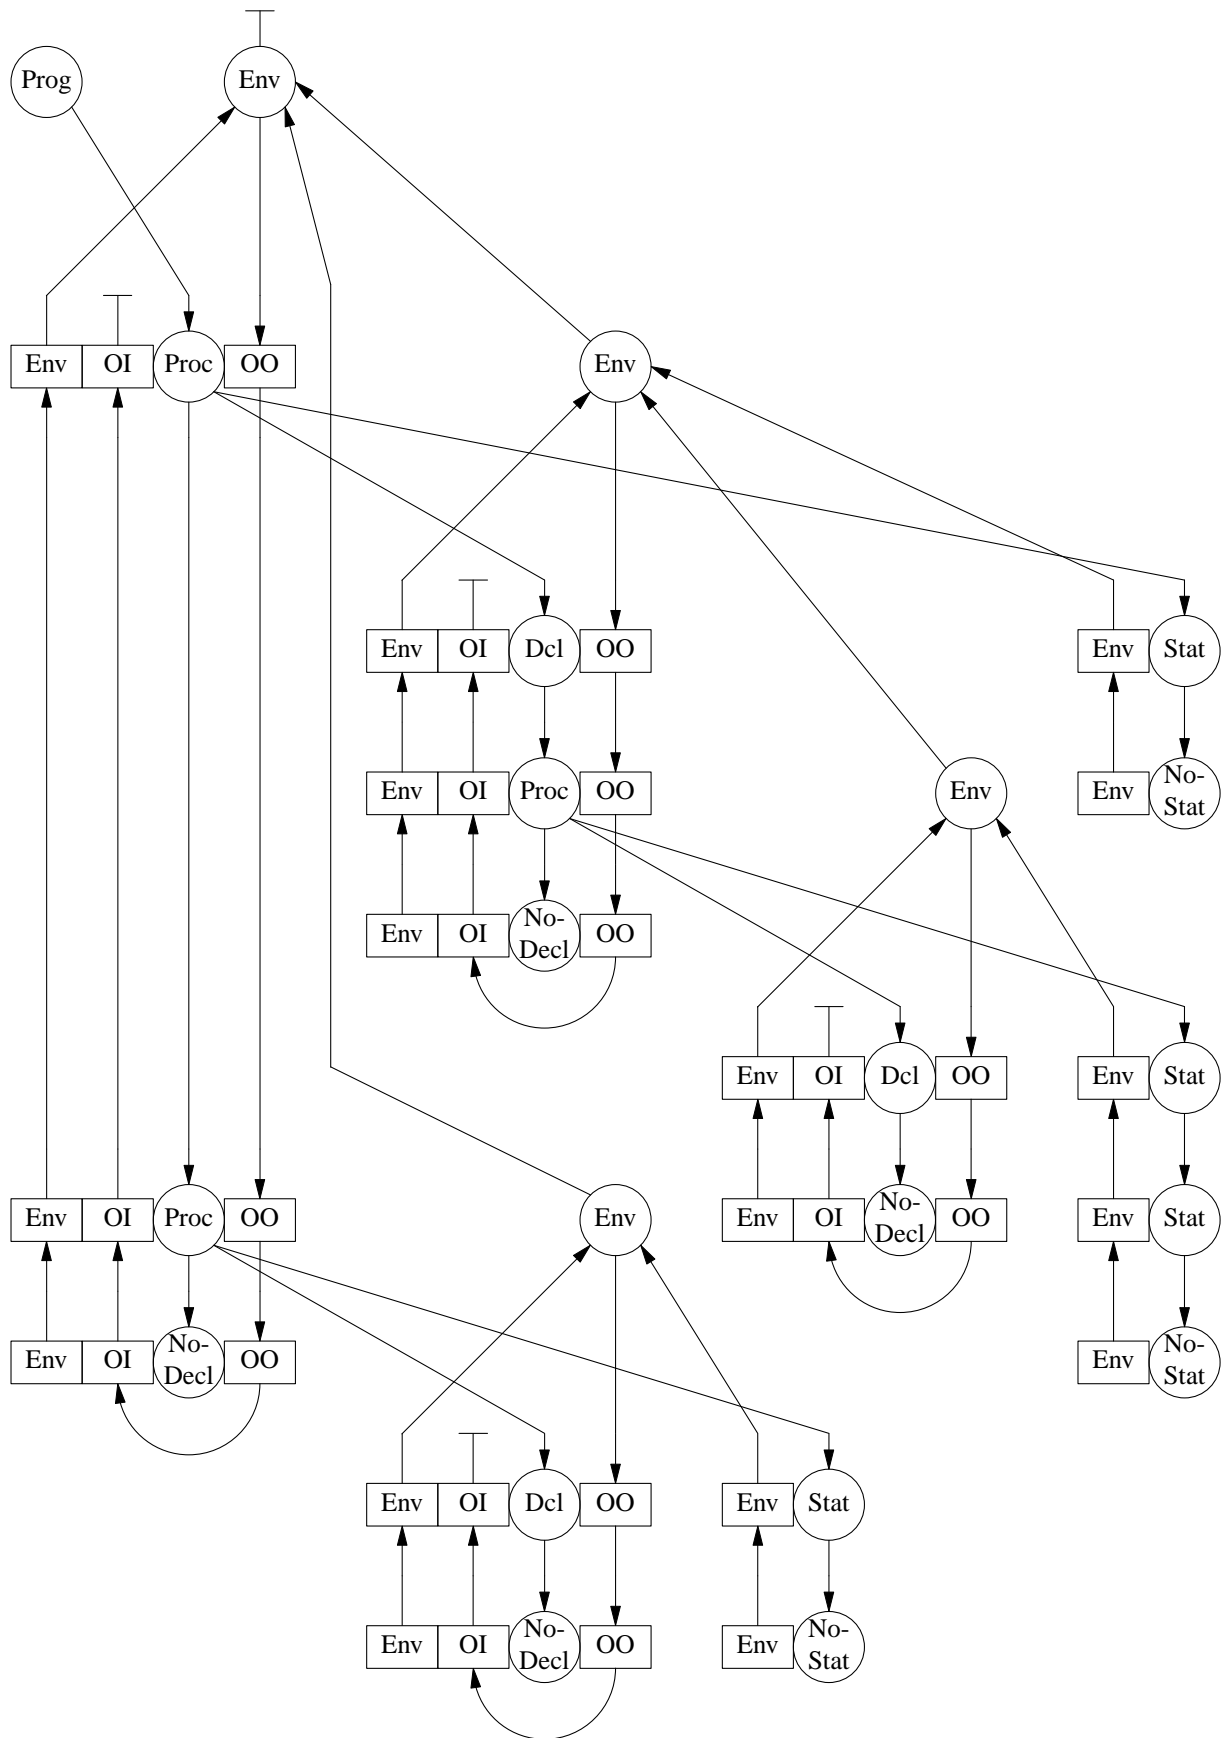 Prog
Env
Env OI Proc OO
Env
Env OI Dcl OO
Env Stat
Env OI Proc OO
Env
Env No-
Stat
Env OI No-
Decl OO
Env OI Dcl OO
Env Stat
Env OI Proc OO
Env
Env OI No-
Decl OO
Env Stat
Env OI No-
Decl OO
Env No-
Stat
Env OI Dcl OO
Env Stat
Env OI No-
Decl OO
Env No-
Stat